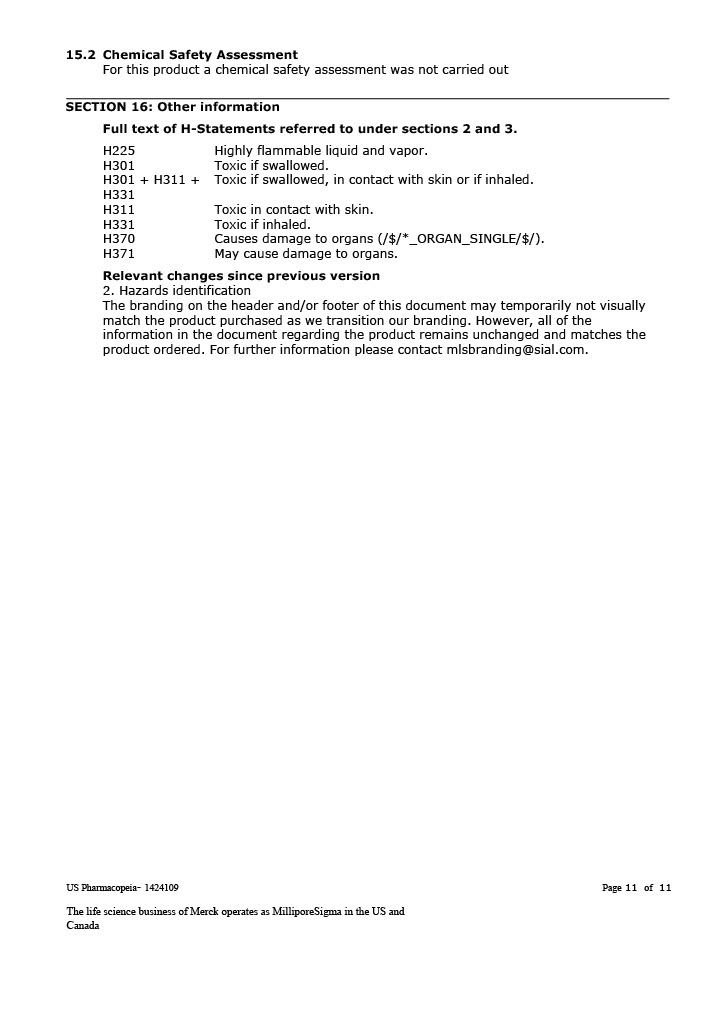 15.2 Chemical Safety Assessment
For this product a chemical safety assessment was not carried out
SECTION 16: Other information
Full text of H-Statements referred to under sections 2 and 3.
H225 Highly flammable liquid and vapor.
H301 Toxic if swallowed.
H301 + H311 + Toxic if swallowed, in contact with skin or if inhaled.
H331
H311 Toxic in contact with skin.
H331 Toxic if inhaled.
H370 Causes damage to organs (/$/*_ORGAN_SINGLE/$/).
H371 May cause damage to organs.
Relevant changes since previous version
2. Hazards identification
The branding on the header and/or footer of this document may temporarily not visually
match the product purchased as we transition our branding. However, all of the
information in the document regarding the product remains unchanged and matches the
product ordered. For further information please contact mlsbranding@sial.com.
US Pharmacopeia- 1424109 Page 11 of 11
The life science business of Merck operates as MilliporeSigma in the US and
Canada